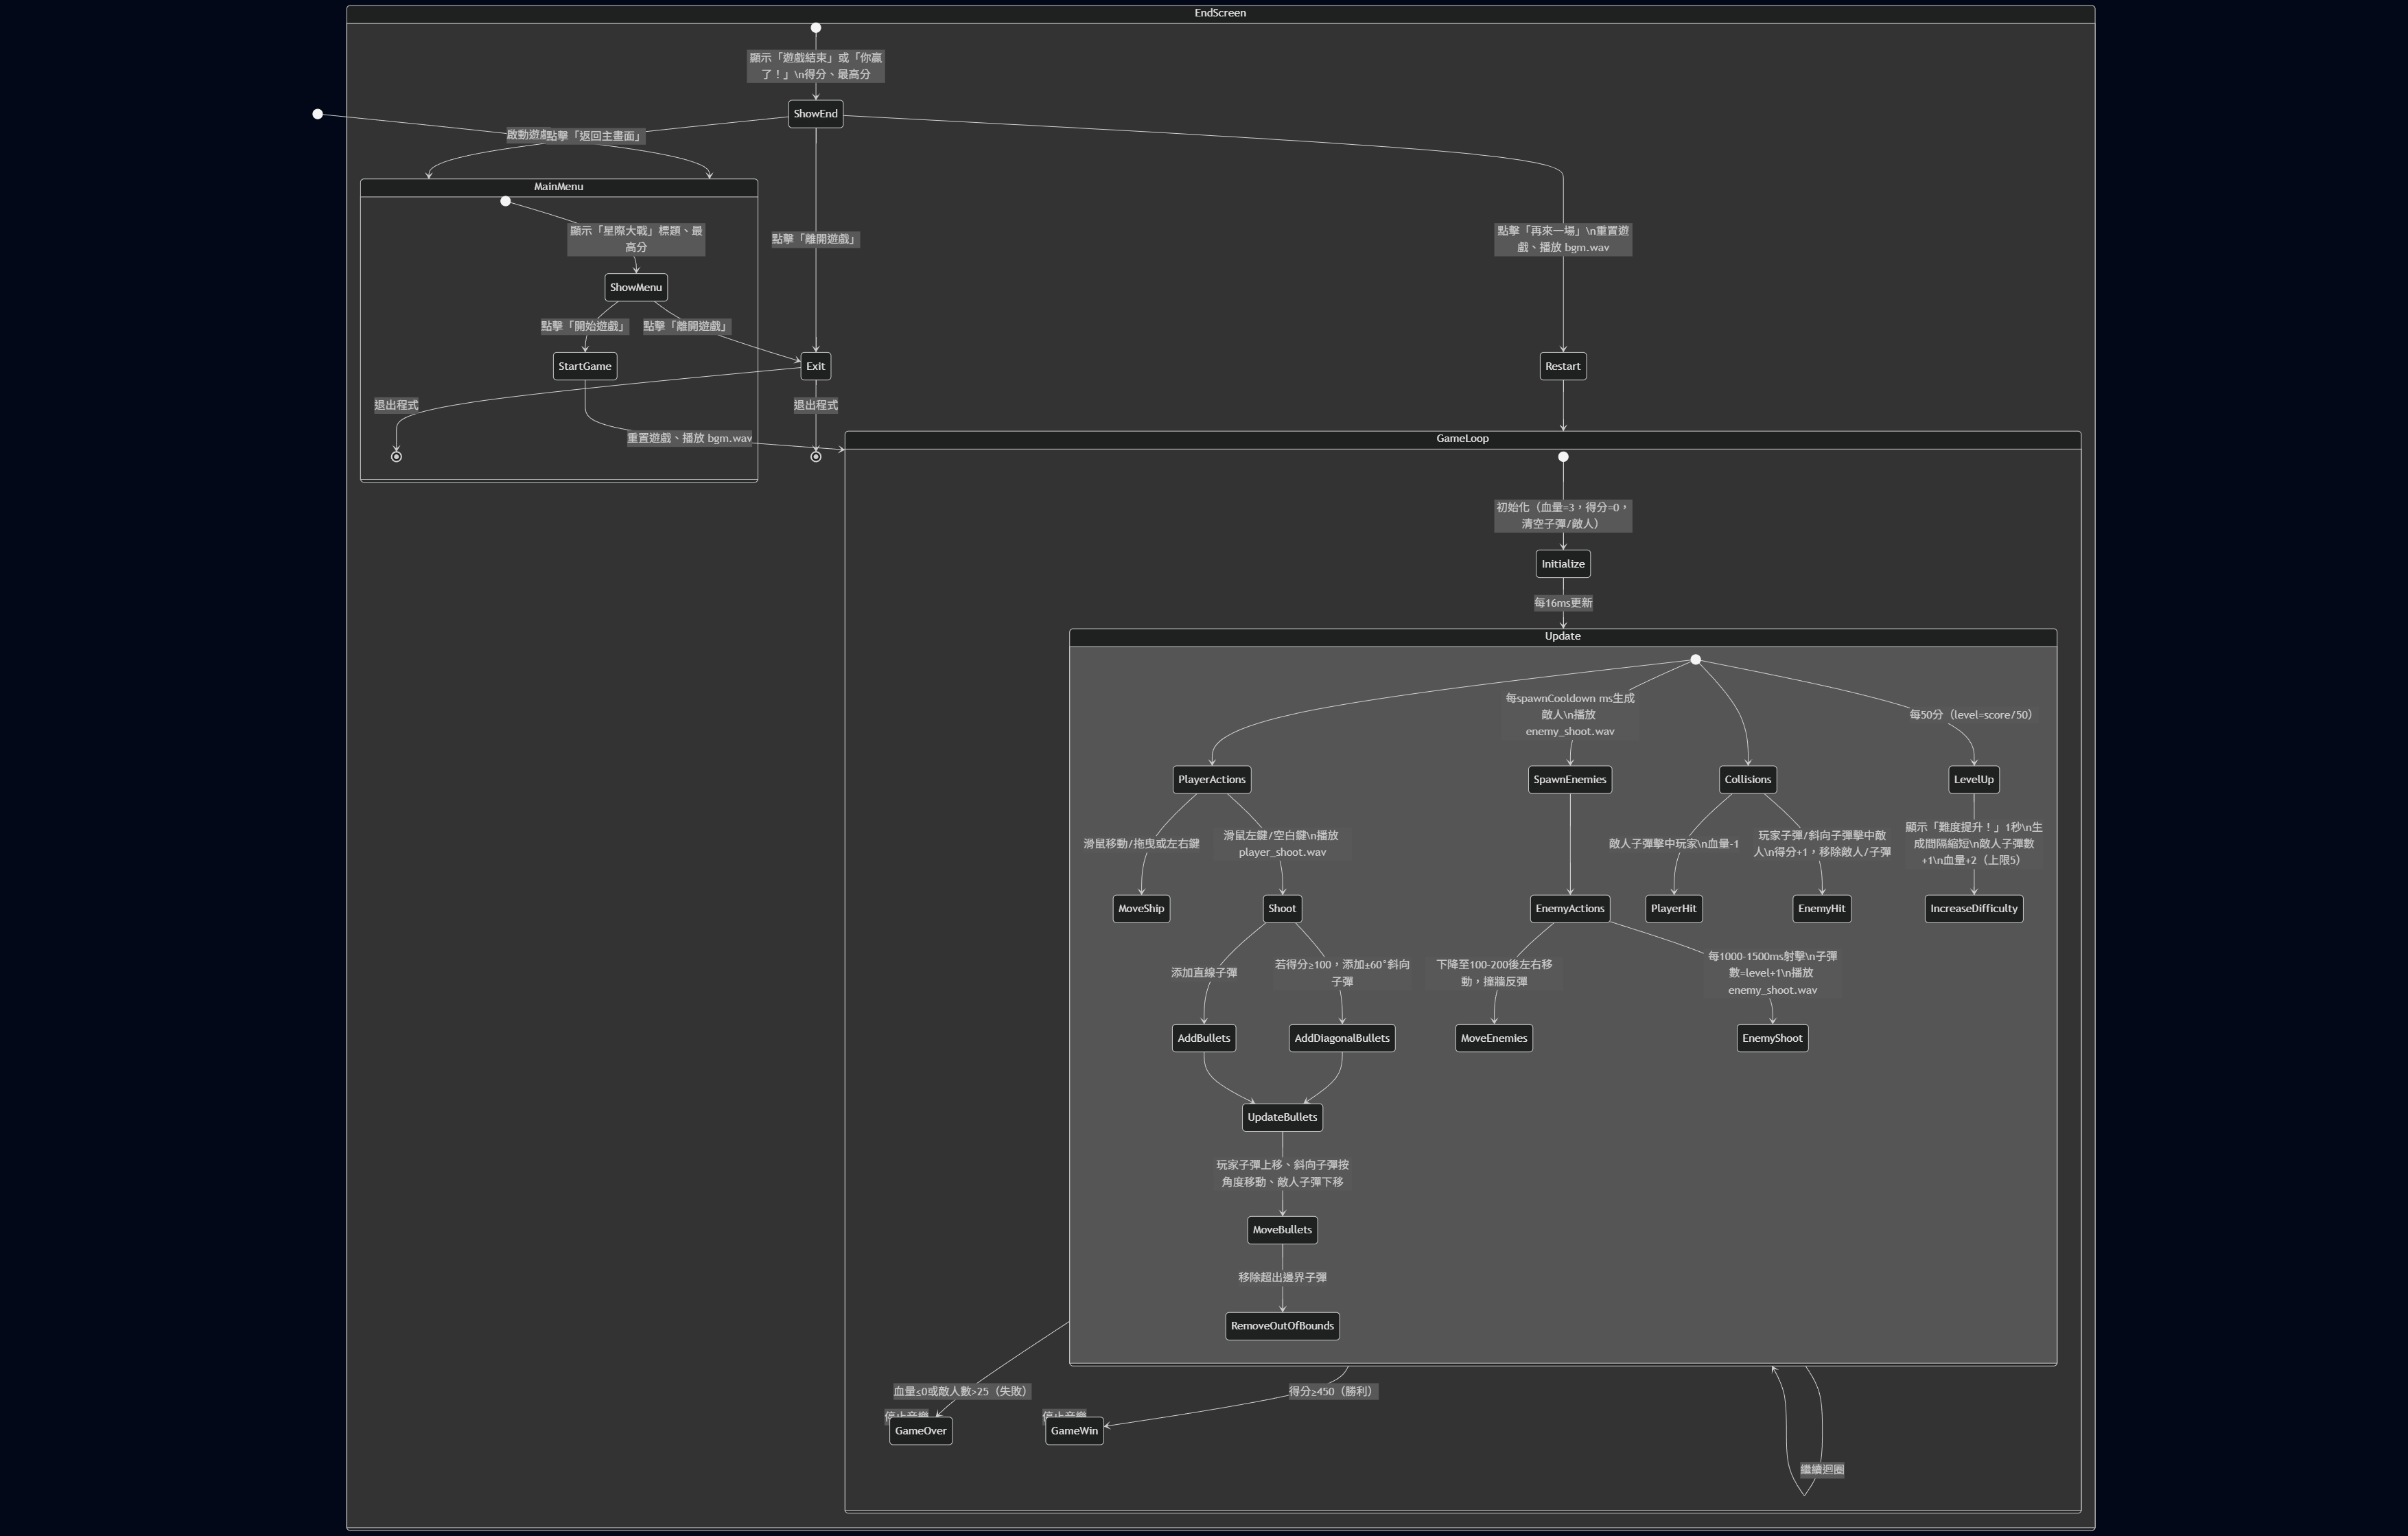 EndScreen
顯示「遊戲結束」或「你贏
了！」\n得分、最高分
ShowEnd
啟動遊
點擊「返回主畫面」
MainMenu
顯示「星際大戰」標題、最
高分
ShowMenu
點擊「開始遊戲」
點擊「離開遊戲」
StartGame
點擊「離開遊戲」
Exit
點擊「再來一場」\n重置遊
戲、播放 bgm.wav
Restart
退出程式
退出程式
重置遊戲、播放 bgm.wav
GameLoop
初始化（血量=3，得分=0，
清空子彈/敵人）
Initialize
每16ms更新
Update
每spawnCooldown ms生成
敵人\n播放
enemy_shoot.wav
每50分（level=score/50）
PlayerActions
SpawnEnemies
Collisions
LevelUp
滑鼠移動/拖曳或左右鍵
滑鼠左鍵/空白鍵\n播放
player_shoot.wav
敵人子彈擊中玩家\n血量-1
玩家子彈/斜向子彈擊中敵
人\n得分+1，移除敵人/子彈
顯示「難度提升！」1秒\n生
成間隔縮短\n敵人子彈數
+1\n血量+2（上限5）
MoveShip
Shoot
EnemyActions
PlayerHit
EnemyHit
IncreaseDifficulty
添加直線子彈
若得分≥100，添加±60°斜向
子彈
下降至100-200後左右移
動，撞牆反彈
每1000-1500ms射擊\n子彈
數=level+1\n播放
enemy_shoot.wav
AddBullets
AddDiagonalBullets
MoveEnemies
EnemyShoot
UpdateBullets
玩家子彈上移、斜向子彈按
角度移動、敵人子彈下移
MoveBullets
移除超出邊界子彈
RemoveOutOfBounds
血量≤0或敵人數>25（失敗）
得分≥450（勝利）
GameOver
GameWin
繼續迴圈